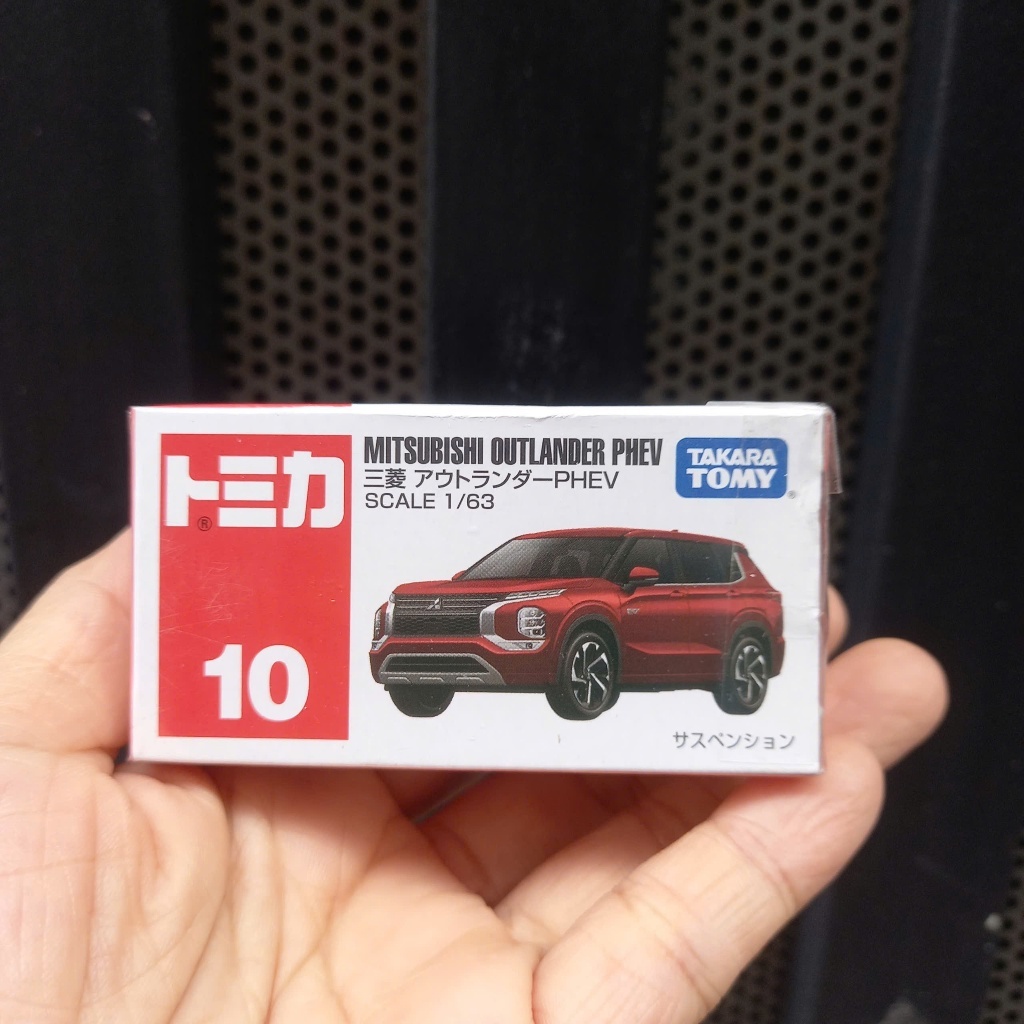 トミカ
®
10
MITSUBISHI OUTLANDER PHEV
三菱 アウトランダーPHEV
SCALE 1/63
TAKARA
TOMY®
サスペンション